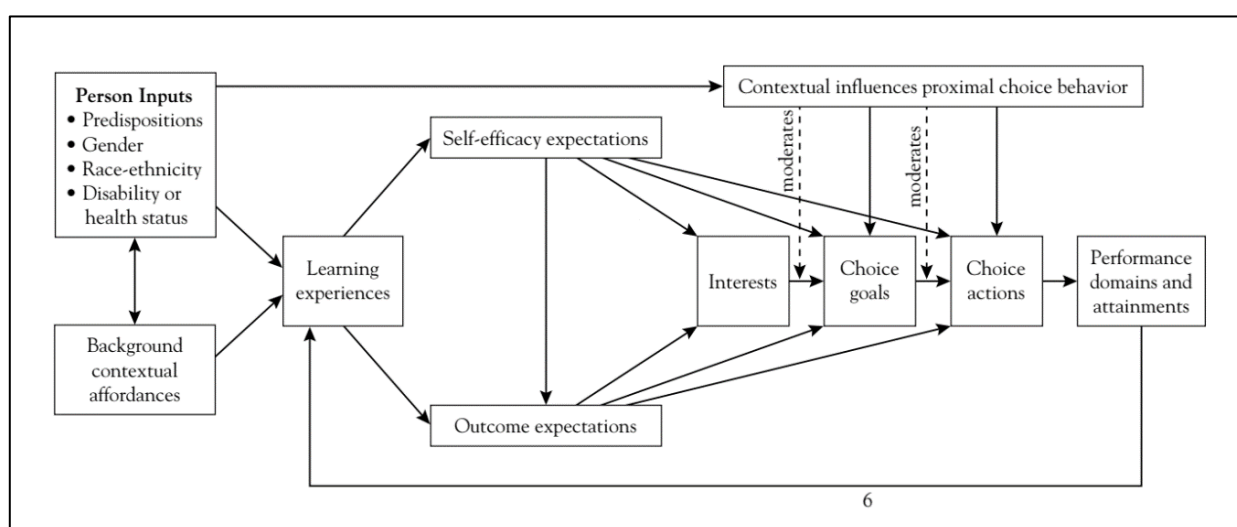 Person Inputs
• Predispositions
• Gender
• Race-ethnicity
• Disability or
health status
Background
contextual
affordances
Learning
experiences
Self-efficacy expectations
Outcome expectations
Contextual influences proximal choice behavior
moderates
moderates
Interests
Choice
goals
Choice
actions
Performance
domains and
attainments
6